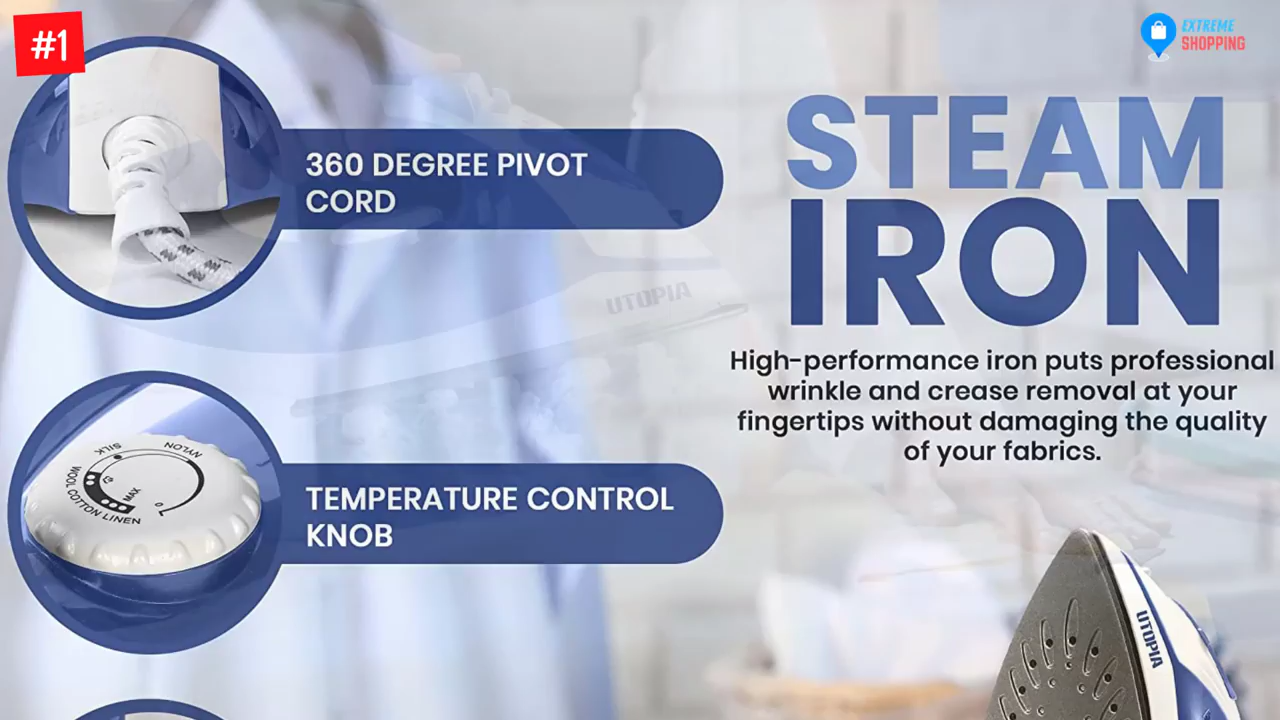 #1
EXTREME
SHOPPING
360 DEGREE PIVOT
CORD
STEAM
IRON
UTOPIA
High-performance iron puts professional
wrinkle and crease removal at your
fingertips without damaging the quality
of your fabrics.
SILK
NYLON
WOOL COTTON LINEN
MAX
0
TEMPERATURE CONTROL
KNOB
UTOPIA